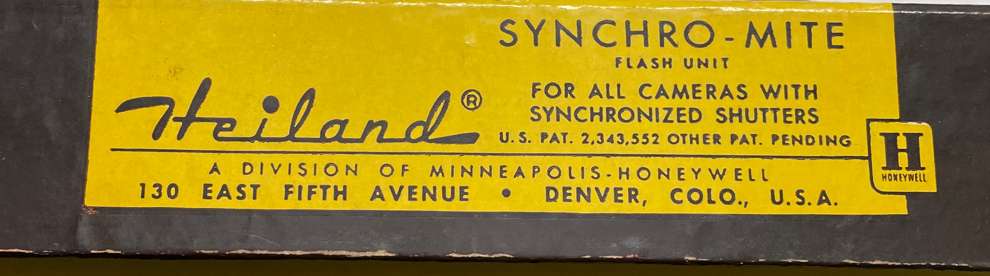 SYNCHRO-MITE
FLASH UNIT
FOR ALL CAMERAS WITH
SYNCHRONIZED SHUTTERS
U.S. PAT. 2,343,552 OTHER PAT. PENDING
Heiland®
H
HONEYWELL
A DIVISION OF MINNEAPOLIS-HONEYWELL
130 EAST FIFTH AVENUE • DENVER, COLO., U.S.A.